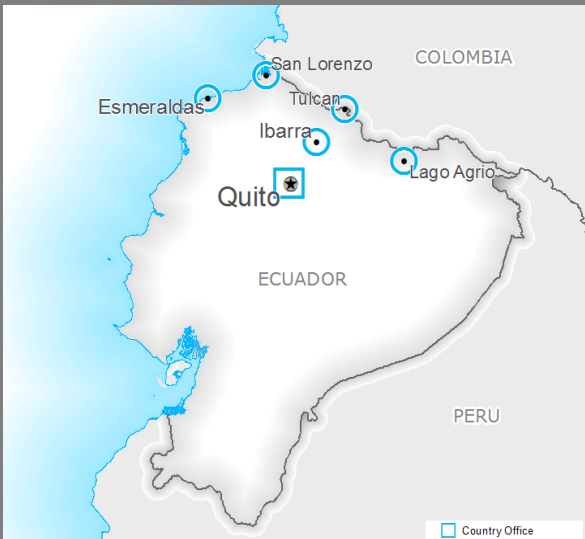 COLOMBIA
San Lorenzo
Esmeraldas
Tulcan
Ibarra
Lago Agrio
Quito
ECUADOR
PERU
Country Office